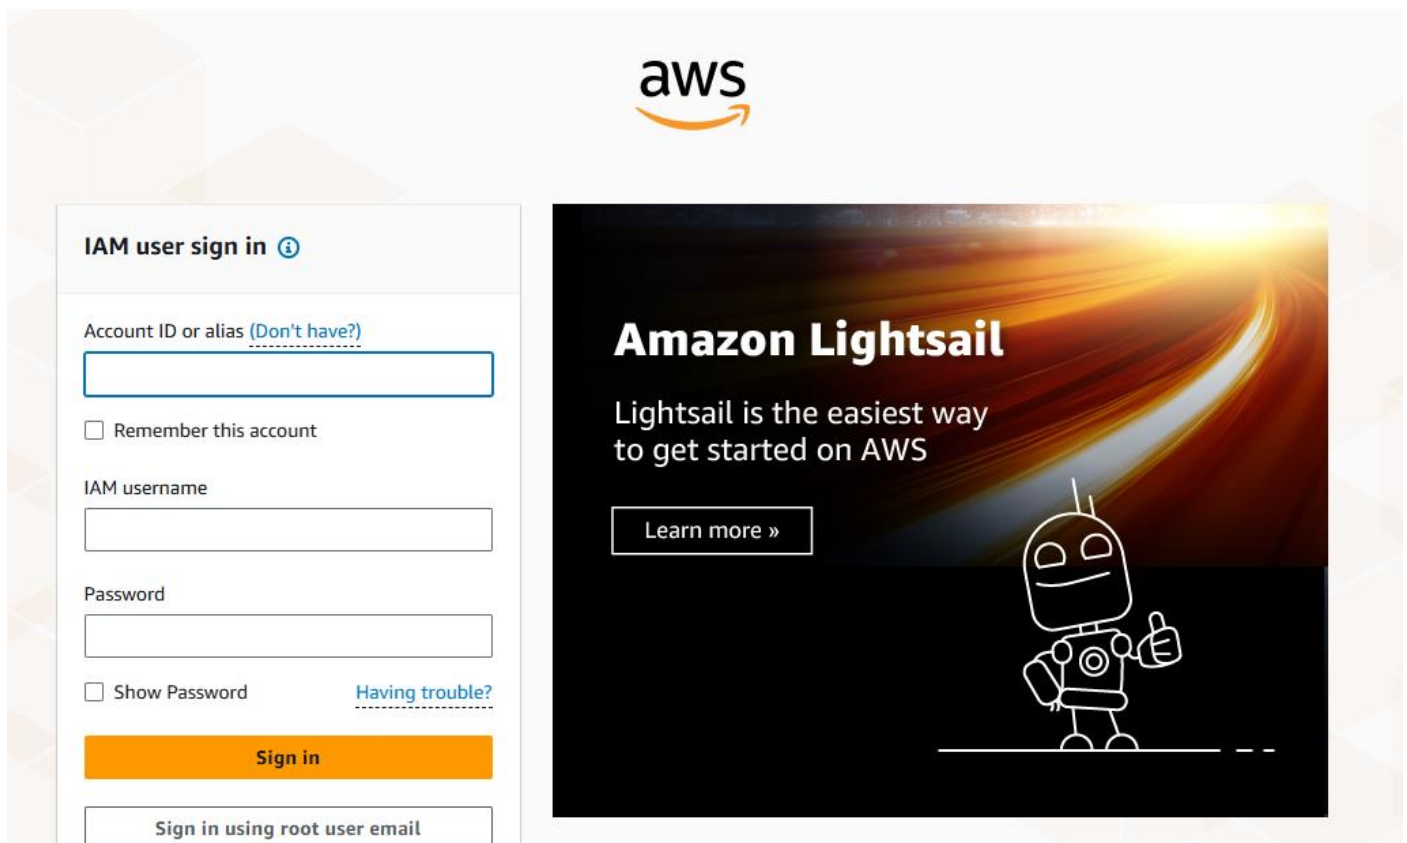 aws
IAM user sign in
Account ID or alias (Don't have?)
Remember this account
IAM username
Password
Show Password
Having trouble?
Sign in
Sign in using root user email
Amazon Lightsail
Lightsail is the easiest way
to get started on AWS
Learn more »